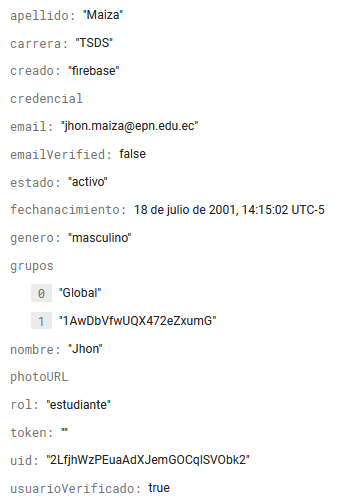 apellido: "Maiza"
carrera: "TSDS"
creado: "firebase"
credencial
email: "jhon.maiza@epn.edu.ec"
emailVerified: false
estado: "activo"
fechanacimiento: 18 de julio de 2001, 14:15:02 UTC-5
genero: "masculino"
grupos
0 "Global"
1 "1AwDbVfwUQX472eZxumG"
nombre: "Jhon"
photoURL
rol: "estudiante"
token: ""
uid: "2LfjhWzPEuaAdXJemGOCqlSVObk2"
usuarioVerificado: true